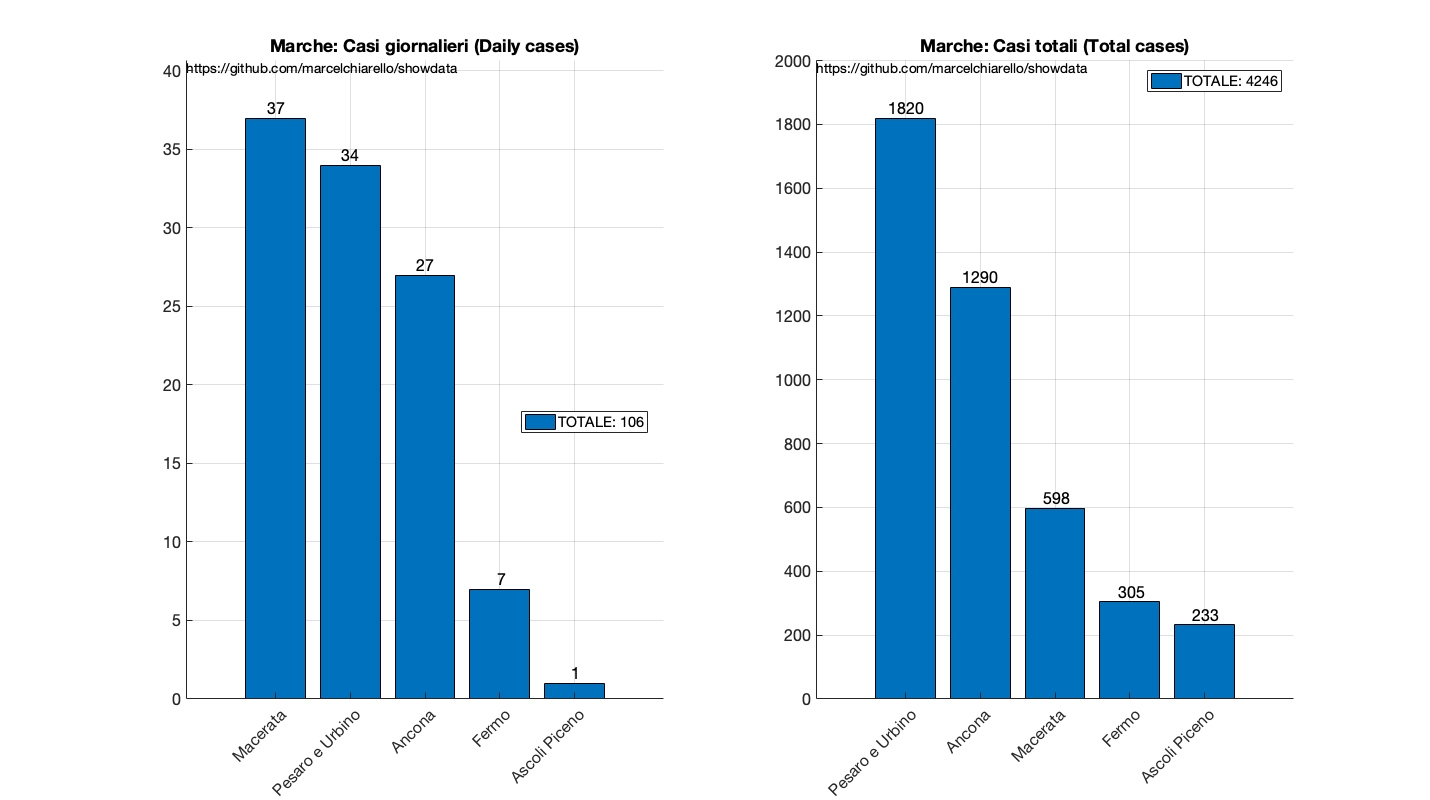 Marche: Casi giornalieri (Daily cases)
https://github.com/marcelchiarello/showdata
40
35
30
25
20
15
10
5
0
37
34
27
7
1
TOTALE: 106
Macerata
Pesaro e Urbino
Ancona
Fermo
Ascoli Piceno
Marche: Casi totali (Total cases)
https://github.com/marcelchiarello/showdata
TOTALE: 4246
2000
1800
1600
1400
1200
1000
800
600
400
200
0
1820
1290
598
305
233
Pesaro e Urbino
Ancona
Macerata
Fermo
Ascoli Piceno